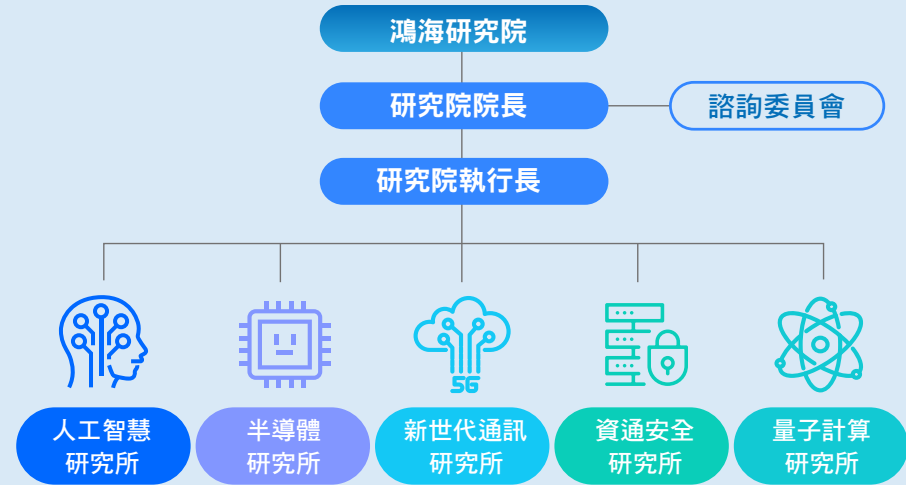 鴻海研究院
研究院院長
諮詢委員會
研究院執行長
5G
人工智慧
研究所
半導體
研究所
新世代通訊
研究所
資通安全
研究所
量子計算
研究所